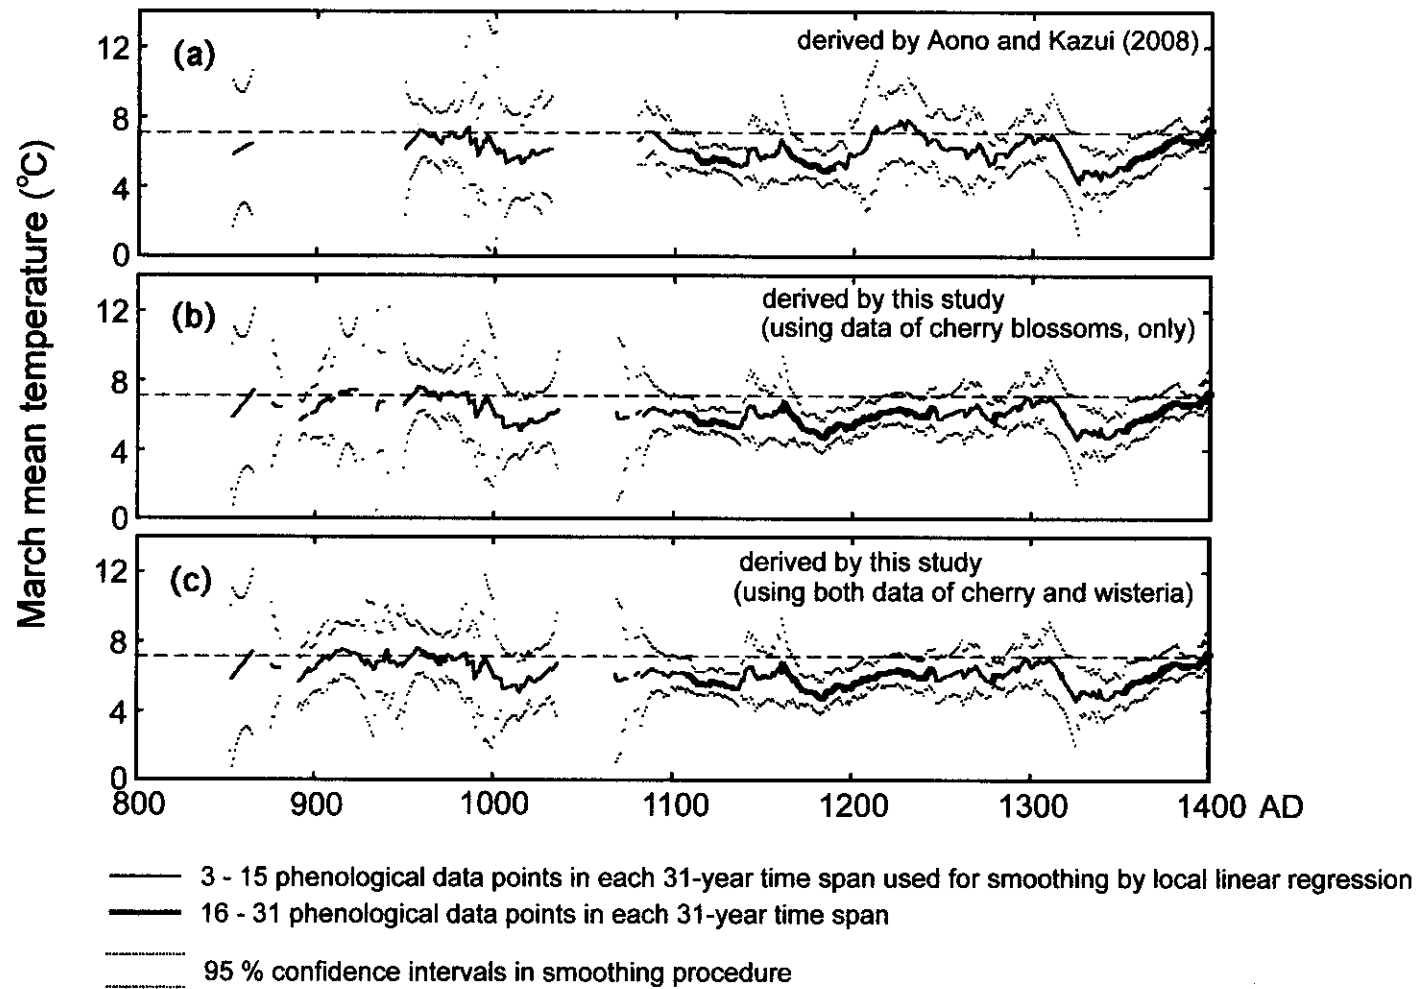 March mean temperature (°C)
12
8
4
0
(a)
derived by Aono and Kazui (2008)
12
8
4
0
(b)
derived by this study
(using data of cherry blossoms, only)
12
8
4
0
(c)
derived by this study
(using both data of cherry and wisteria)
800 900 1000 1100 1200 1300 1400 AD
3 - 15 phenological data points in each 31-year time span used for smoothing by local linear regression
16 - 31 phenological data points in each 31-year time span
95 % confidence intervals in smoothing procedure